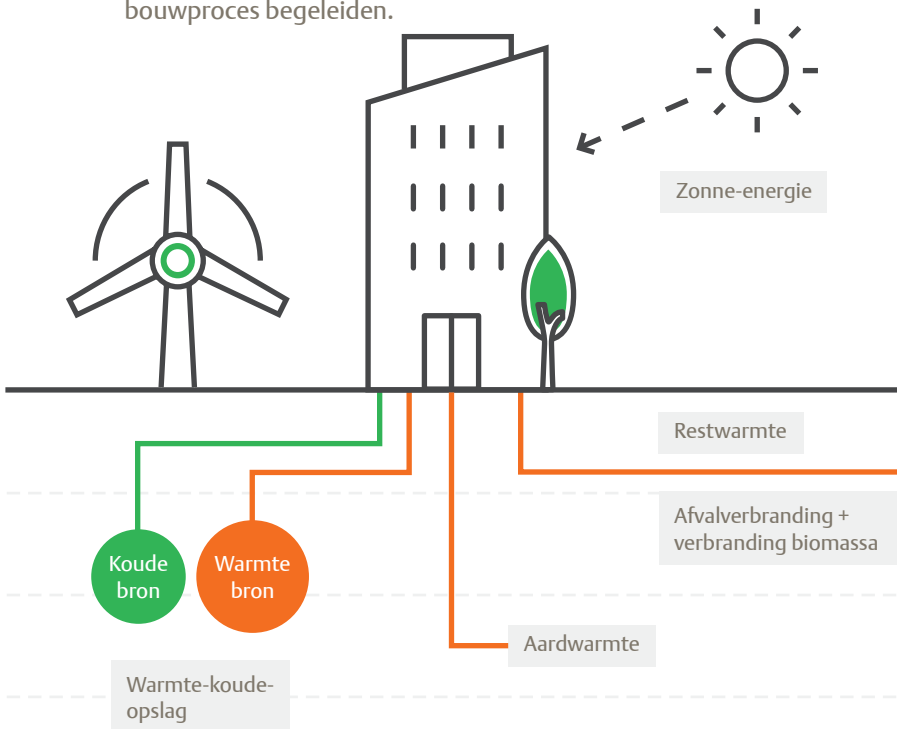 bouwproces begeleiden.
Zonne-energie
Restwarmte
Afvalverbranding +
verbranding biomassa
Koude
bron
Warmte
bron
Aardwarmte
Warmte-koude-
opslag